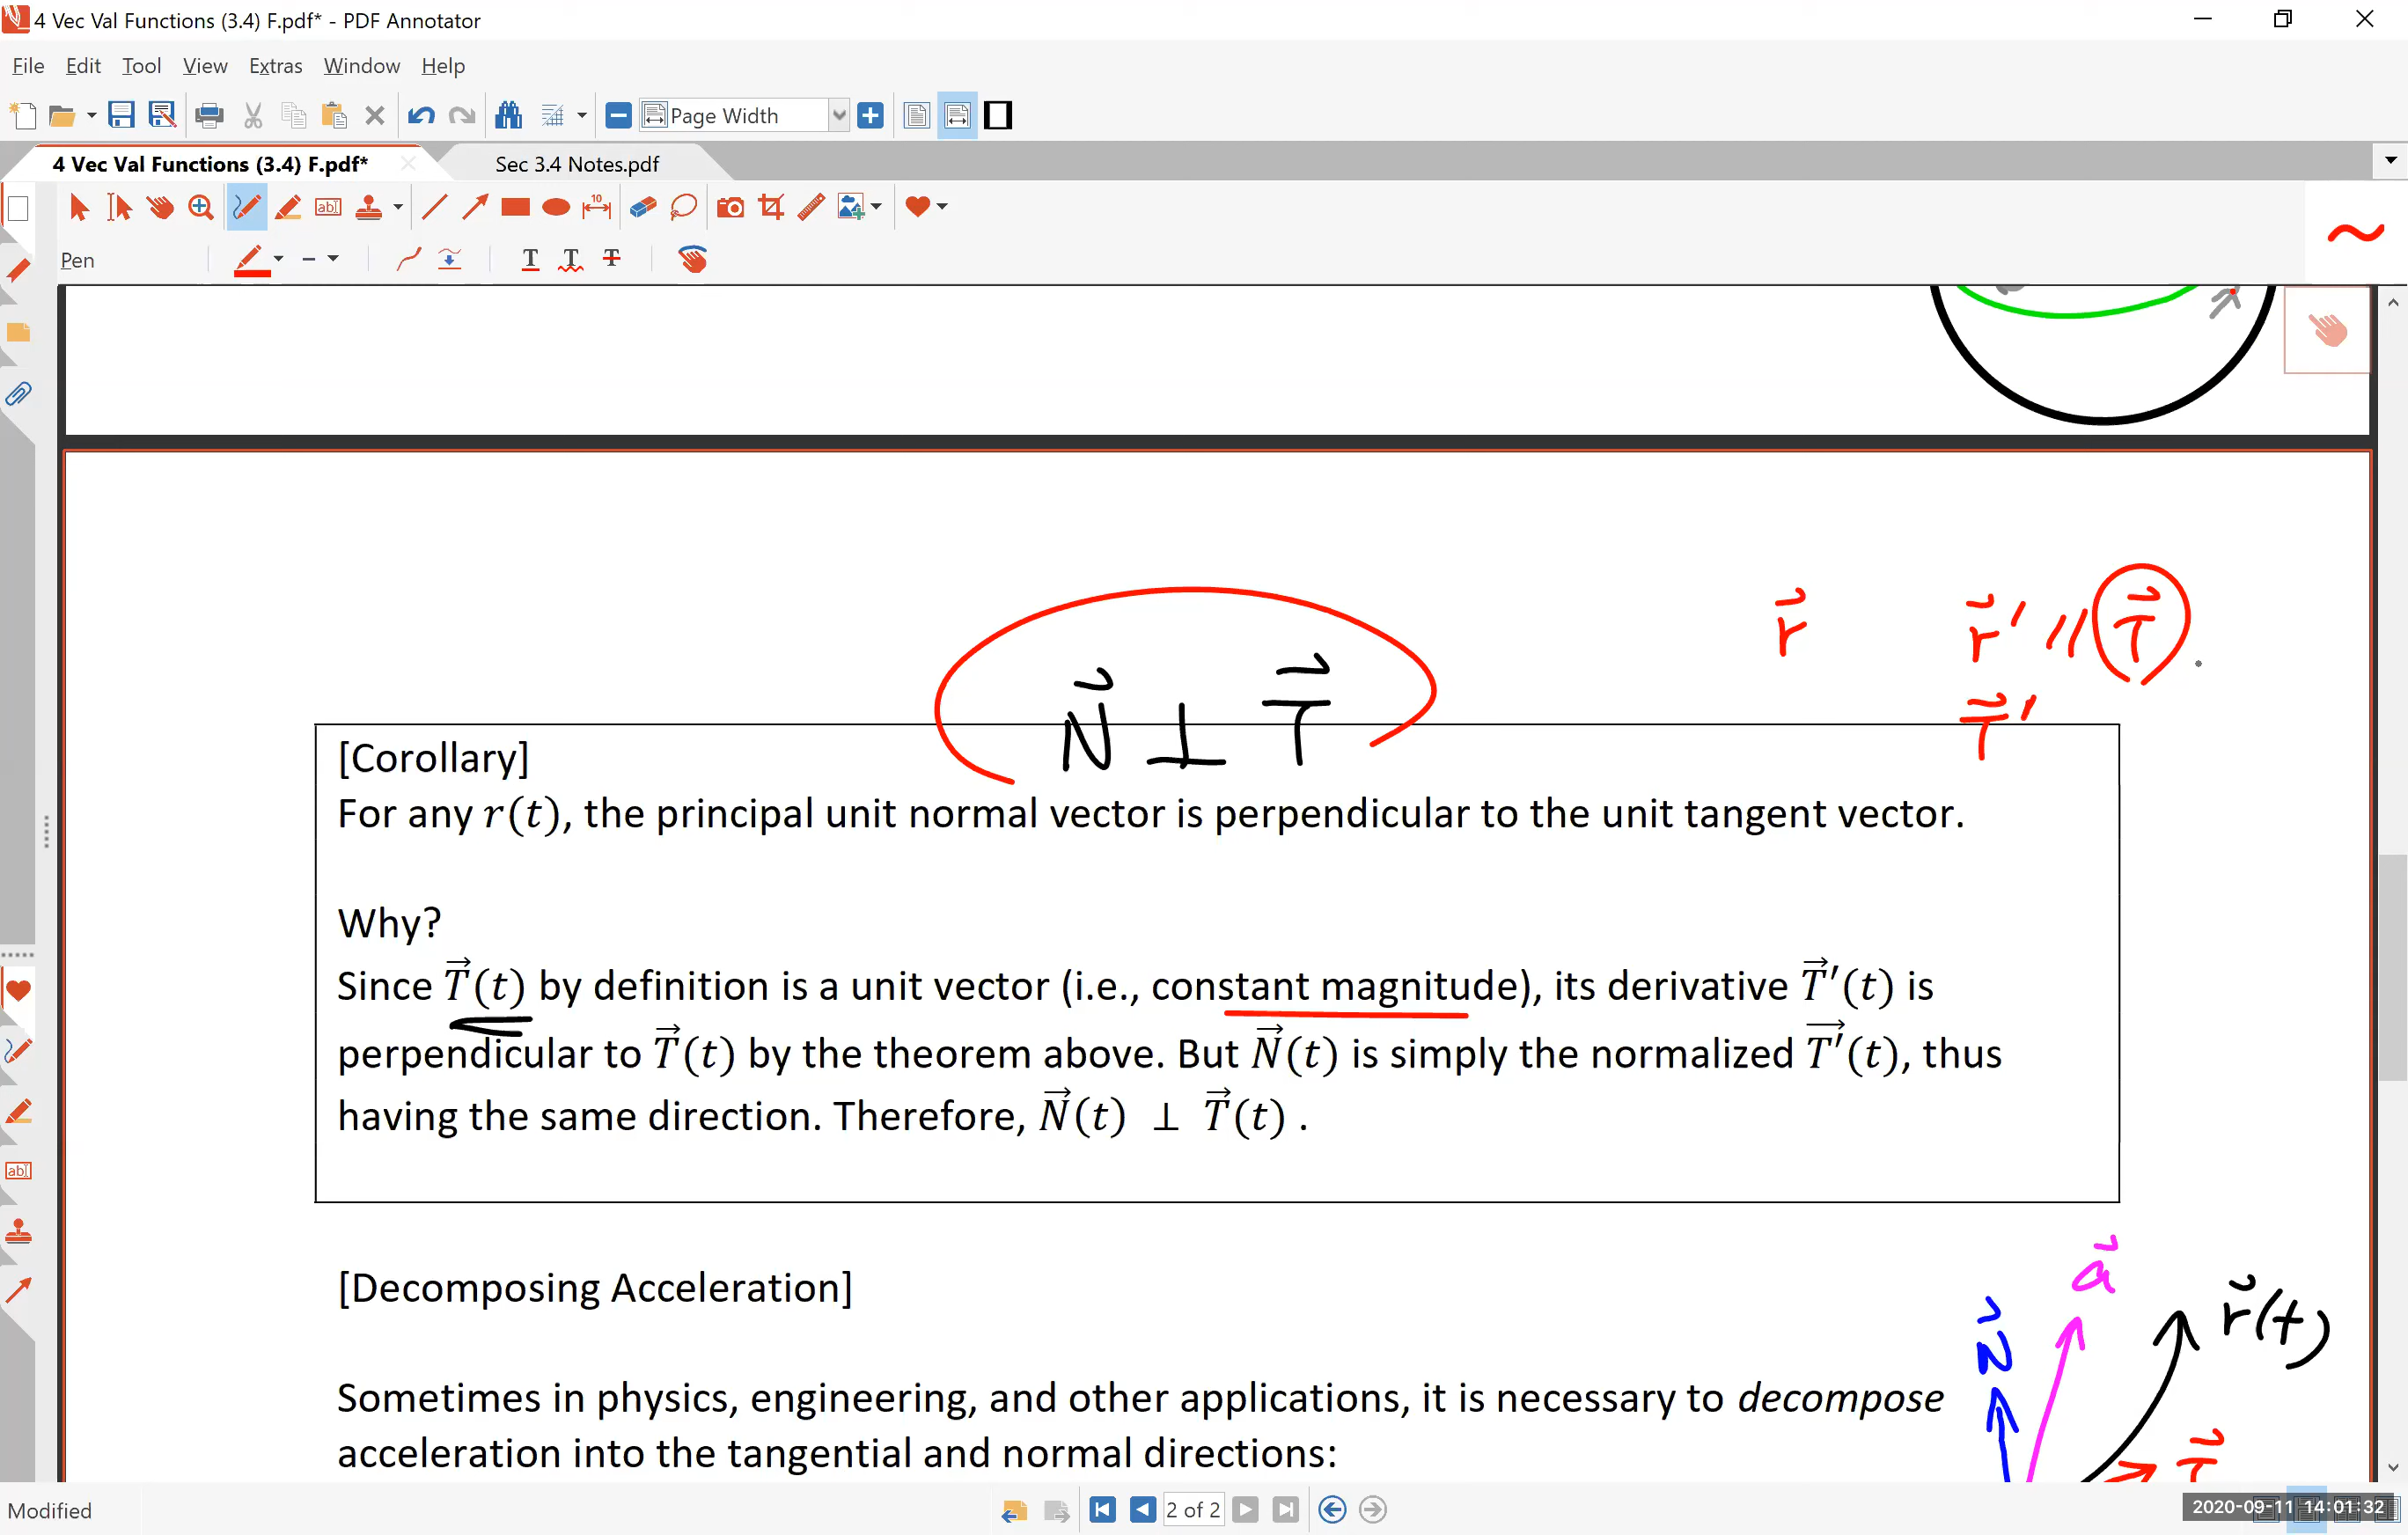 4 Vec Val Functions (3.4) F.pdf* - PDF Annotator
File Edit Tool View Extras Window Help
Page Width
4 Vec Val Functions (3.4) F.pdf* Sec 3.4 Notes.pdf
ab 10
Pen T T T
r⃗ r⃗ ′ // T⃗
N⃗ ⊥ T⃗ T⃗ ′
[Corollary]
For any r(t), the principal unit normal vector is perpendicular to the unit tangent vector.
Why?
Since T⃗(t) by definition is a unit vector (i.e., constant magnitude), its derivative T⃗′(t) is
perpendicular to T⃗(t) by the theorem above. But N⃗(t) is simply the normalized T′⃗(t), thus
having the same direction. Therefore, N⃗(t) ⊥ T⃗(t) .
ab
[Decomposing Acceleration]
a⃗
r⃗(t)
N⃗
Sometimes in physics, engineering, and other applications, it is necessary to decompose
acceleration into the tangential and normal directions:
T⃗
Modified 2 of 2 2020-09-11 14:01:32